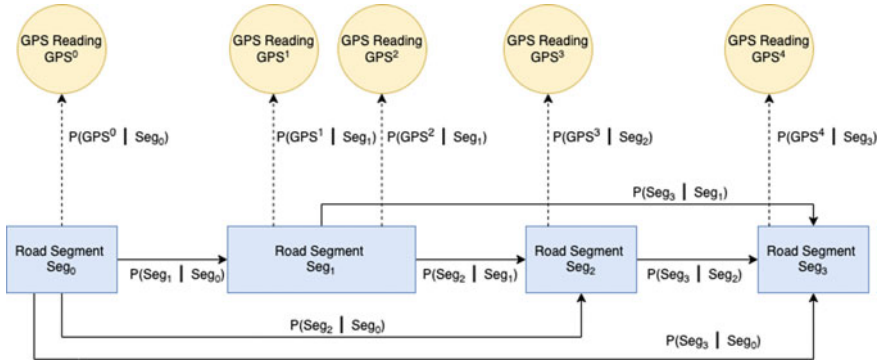 GPS Reading
GPS⁰
GPS Reading
GPS¹
GPS Reading
GPS²
GPS Reading
GPS³
GPS Reading
GPS⁴
P(GPS⁰ | Seg₀)
P(GPS¹ | Seg₁)
P(GPS² | Seg₁)
P(GPS³ | Seg₂)
P(GPS⁴ | Seg₃)
P(Seg₃ | Seg₁)
Road Segment
Seg₀
P(Seg₁ | Seg₀)
Road Segment
Seg₁
P(Seg₂ | Seg₁)
Road Segment
Seg₂
P(Seg₃ | Seg₂)
Road Segment
Seg₃
P(Seg₂ | Seg₀)
P(Seg₃ | Seg₀)